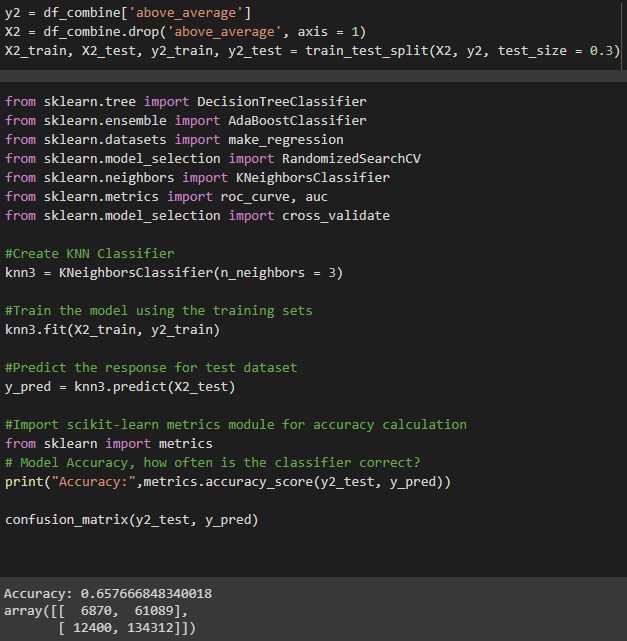 y2 = df_combine['above_average']
X2 = df_combine.drop('above_average', axis = 1)
X2_train, X2_test, y2_train, y2_test = train_test_split(X2, y2, test_size = 0.3)
from sklearn.tree import DecisionTreeClassifier
from sklearn.ensemble import AdaBoostClassifier
from sklearn.datasets import make_regression
from sklearn.model_selection import RandomizedSearchCV
from sklearn.neighbors import KNeighborsClassifier
from sklearn.metrics import roc_curve, auc
from sklearn.model_selection import cross_validate
#Create KNN Classifier
knn3 = KNeighborsClassifier(n_neighbors = 3)
#Train the model using the training sets
knn3.fit(X2_train, y2_train)
#Predict the response for test dataset
y_pred = knn3.predict(X2_test)
#Import scikit-learn metrics module for accuracy calculation
from sklearn import metrics
# Model Accuracy, how often is the classifier correct?
print("Accuracy:",metrics.accuracy_score(y2_test, y_pred))
confusion_matrix(y2_test, y_pred)
Accuracy: 0.657666848340018
array([[  6870,  61089],
       [ 12400, 134312]])